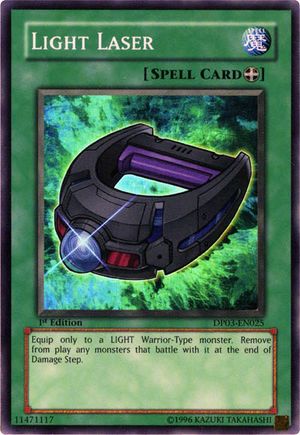 LIGHT LASER
魔
[SPELL CARD]
1st Edition
DP03-EN025
Equip only to a LIGHT Warrior-Type monster. Remove
from play any monsters that battle with it at the end of
Damage Step.
11471117
©1996 KAZUKI TAKAHASHI